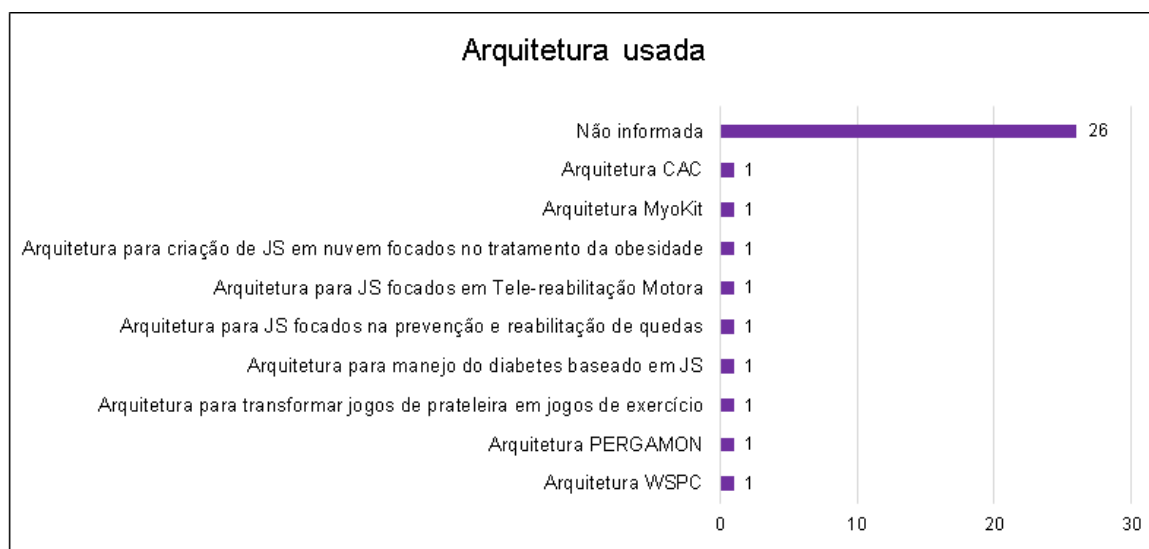 Arquitetura usada
Não informada 26
Arquitetura CAC 1
Arquitetura MyoKit 1
Arquitetura para criação de JS em nuvem focados no tratamento da obesidade 1
Arquitetura para JS focados em Tele-reabilitação Motora 1
Arquitetura para JS focados na prevenção e reabilitação de quedas 1
Arquitetura para manejo do diabetes baseado em JS 1
Arquitetura para transformar jogos de prateleira em jogos de exercício 1
Arquitetura PERGAMON 1
Arquitetura WSPC 1
0 10 20 30